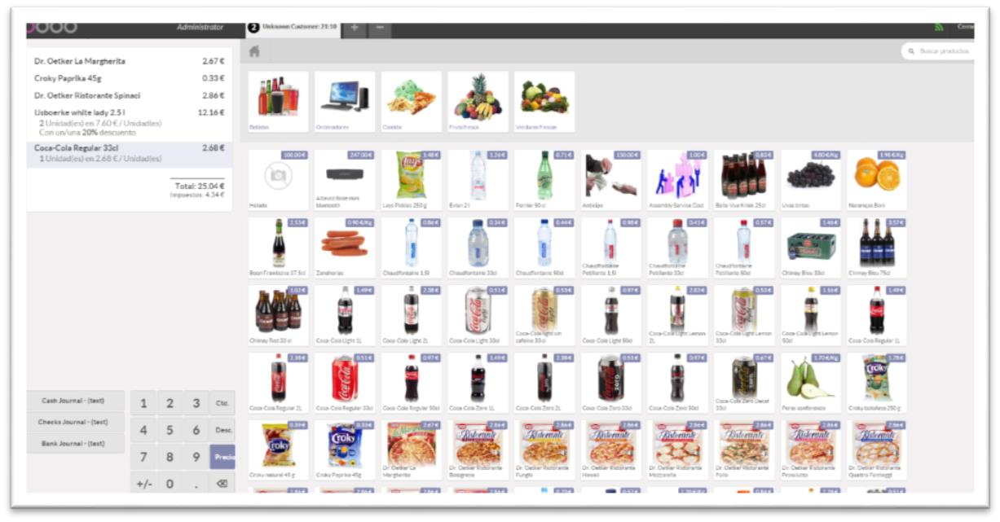 Administrator
2 Unknown Customer: 21:10
+
−
Cerrar
Buscar productos
Dr. Oetker La Margherita 2.67 €
Croky Paprika 45g 0.33 €
Dr. Oetker Ristorante Spinaci 2.86 €
IJsboerke white lady 2.5 l 12.16 €
2 Unidad(es) en 7.60 € / Unidad(es)
Con un/una 20% descuento
Coca-Cola Regular 33cl 2.68 €
1 Unidad(es) en 2.68 € / Unidad(es)
Total: 25.04 €
Impuestos: 4.34 €
Bebidas
Ordenadores
Comida
Fruta fresca
Verduras frescas
100.00 €
247.00 €
1.48 €
1.26 €
0.71 €
150.00 €
1.00 €
0.83 €
4.80 €/Kg
1.98 €/Kg
Helado
Altavoz Bose mini
bluetooth
Lays Pickles 250 g
Evian 2 l
Perrier 50 cl
Anticipo
Assembly Service Cost
Belle-Vue Kriek 25cl
Uvas tintas
Naranjas Boni
2.53 €
0.90 €/Kg
0.86 €
0.34 €
0.44 €
0.98 €
0.41 €
0.57 €
1.46 €
3.57 €
Boon Framboise 37.5cl
Zanahorias
Chaudfontaine 1,5l
Chaudfontaine 33cl
Chaudfontaine 50cl
Chaudfontaine
Petillante 1,5l
Chaudfontaine
Petillante 33cl
Chaudfontaine
Petillante 50cl
Chimay Bleu 33cl
Chimay Bleu 75cl
1.02 €
1.49 €
2.38 €
0.51 €
0.53 €
0.97 €
2.83 €
0.53 €
1.16 €
1.49 €
Chimay Red 33 cl
Coca-Cola Light 1L
Coca-Cola Light 2L
Coca-Cola Light 33cl
Coca-Cola Light sin
cafeina 33 cl
Coca-Cola Light 50cl
Coca-Cola Light Lemon
2L
Coca-Cola Light Lemon
33cl
Coca-Cola Light Lemon
50cl
Coca-Cola Regular 1L
2.38 €
0.51 €
0.97 €
1.49 €
2.38 €
0.51 €
0.97 €
0.67 €
1.70 €/Kg
1.78 €
Coca-Cola Regular 2L
Coca-Cola Regular 33cl
Coca-Cola Regular 50cl
Coca-Cola Zero 1L
Coca-Cola Zero 2L
Coca-Cola Zero 33cl
Coca-Cola Zero 50cl
Coca-Cola Zero Decaf
33cl
Peras conferencia
Croky boloñesa 250 g
0.39 €
0.33 €
2.67 €
2.86 €
2.86 €
2.86 €
2.86 €
2.86 €
2.86 €
2.86 €
Croky natural 45 g
Croky Paprika 45g
Dr. Oetker La
Margherita
Dr. Oetker Ristorante
Bolognese
Dr. Oetker Ristorante
Funghi
Dr. Oetker Ristorante
Hawaii
Dr. Oetker Ristorante
Mozzarella
Dr. Oetker Ristorante
Pollo
Dr. Oetker Ristorante
Prosciutto
Dr. Oetker Ristorante
Quattro Formaggi
Cash Journal - (test)
Checks Journal - (test)
Bank Journal - (test)
1 2 3 Ctd.
4 5 6 Desc.
7 8 9 Precio
+/- 0 .